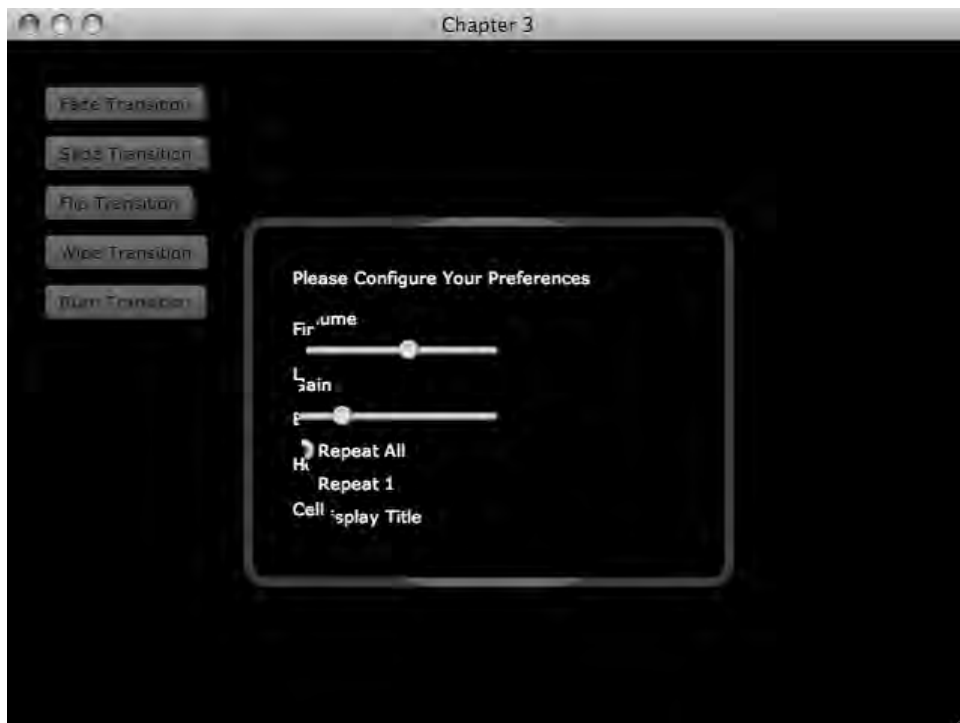 Chapter 3
Fade Transition
Slide Transition
Flip Transition
Wipe Transition
Burn Transition
Please Configure Your Preferences
Fir
ume
L
Gain
E
Repeat All
H
Repeat 1
Cell
splay Title